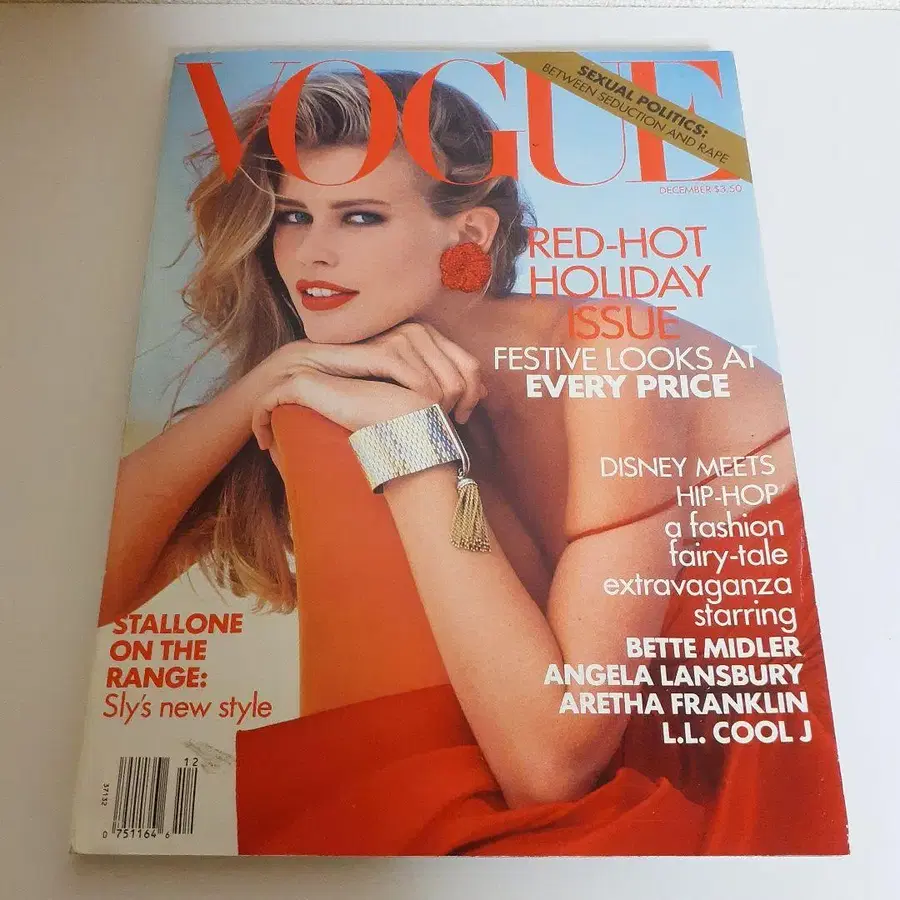 VOGUE
SEXUAL POLITICS:
BETWEEN SEDUCTION AND RAPE
DECEMBER $3.50
RED-HOT
HOLIDAY
ISSUE
FESTIVE LOOKS AT
EVERY PRICE
DISNEY MEETS
HIP-HOP
a fashion
fairy-tale
extravaganza
starring
BETTE MIDLER
ANGELA LANSBURY
ARETHA FRANKLIN
L.L. COOL J
STALLONE
ON THE
RANGE:
Sly's new style
12
37132
0 751164 6